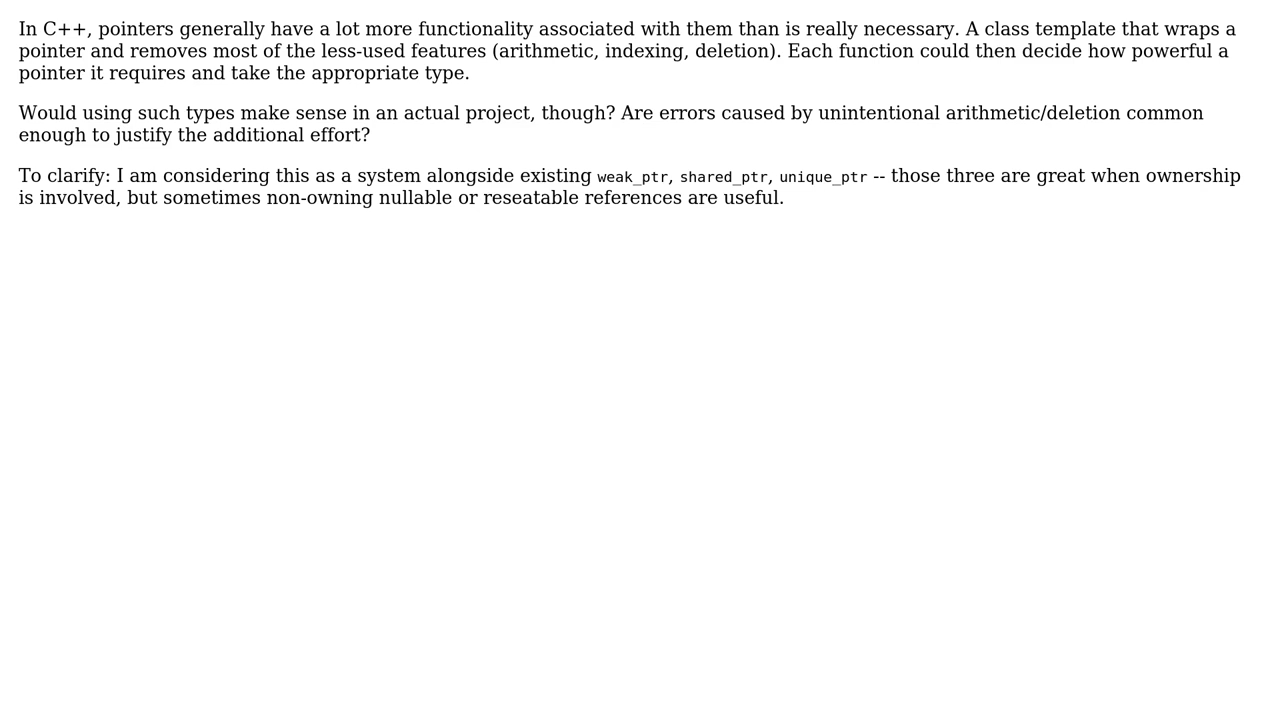 In C++, pointers generally have a lot more functionality associated with them than is really necessary. A class template that wraps a
pointer and removes most of the less-used features (arithmetic, indexing, deletion). Each function could then decide how powerful a
pointer it requires and take the appropriate type.
Would using such types make sense in an actual project, though? Are errors caused by unintentional arithmetic/deletion common
enough to justify the additional effort?
To clarify: I am considering this as a system alongside existing weak_ptr, shared_ptr, unique_ptr -- those three are great when ownership
is involved, but sometimes non-owning nullable or reseatable references are useful.